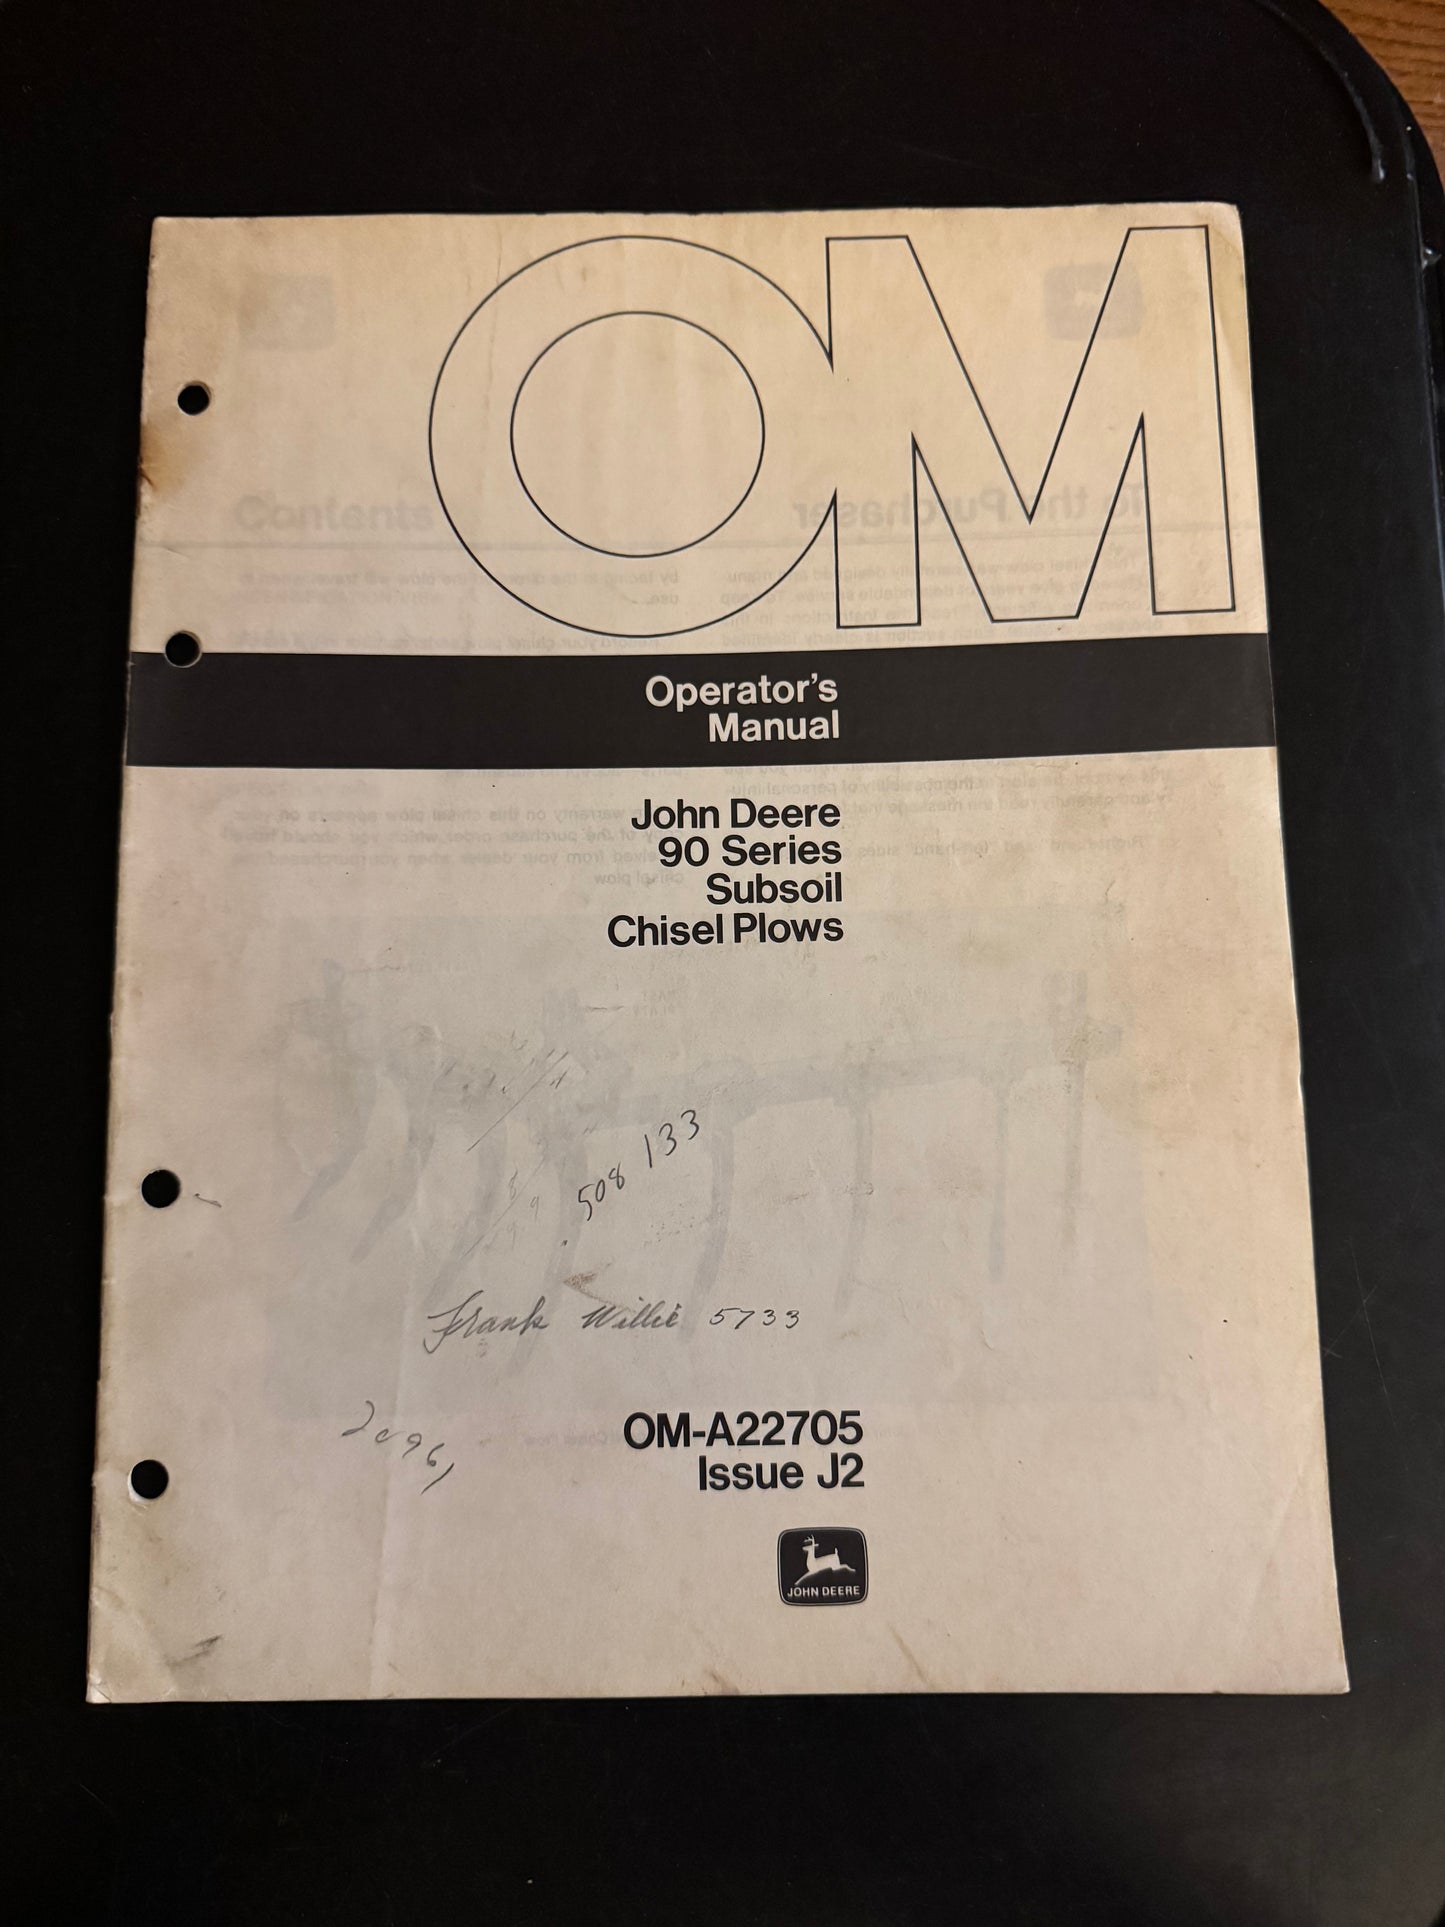 OM
Operator's
Manual
John Deere
90 Series
Subsoil
Chisel Plows
133
508
Frank Willie 5733
2096,
OM-A22705
Issue J2
JOHN DEERE